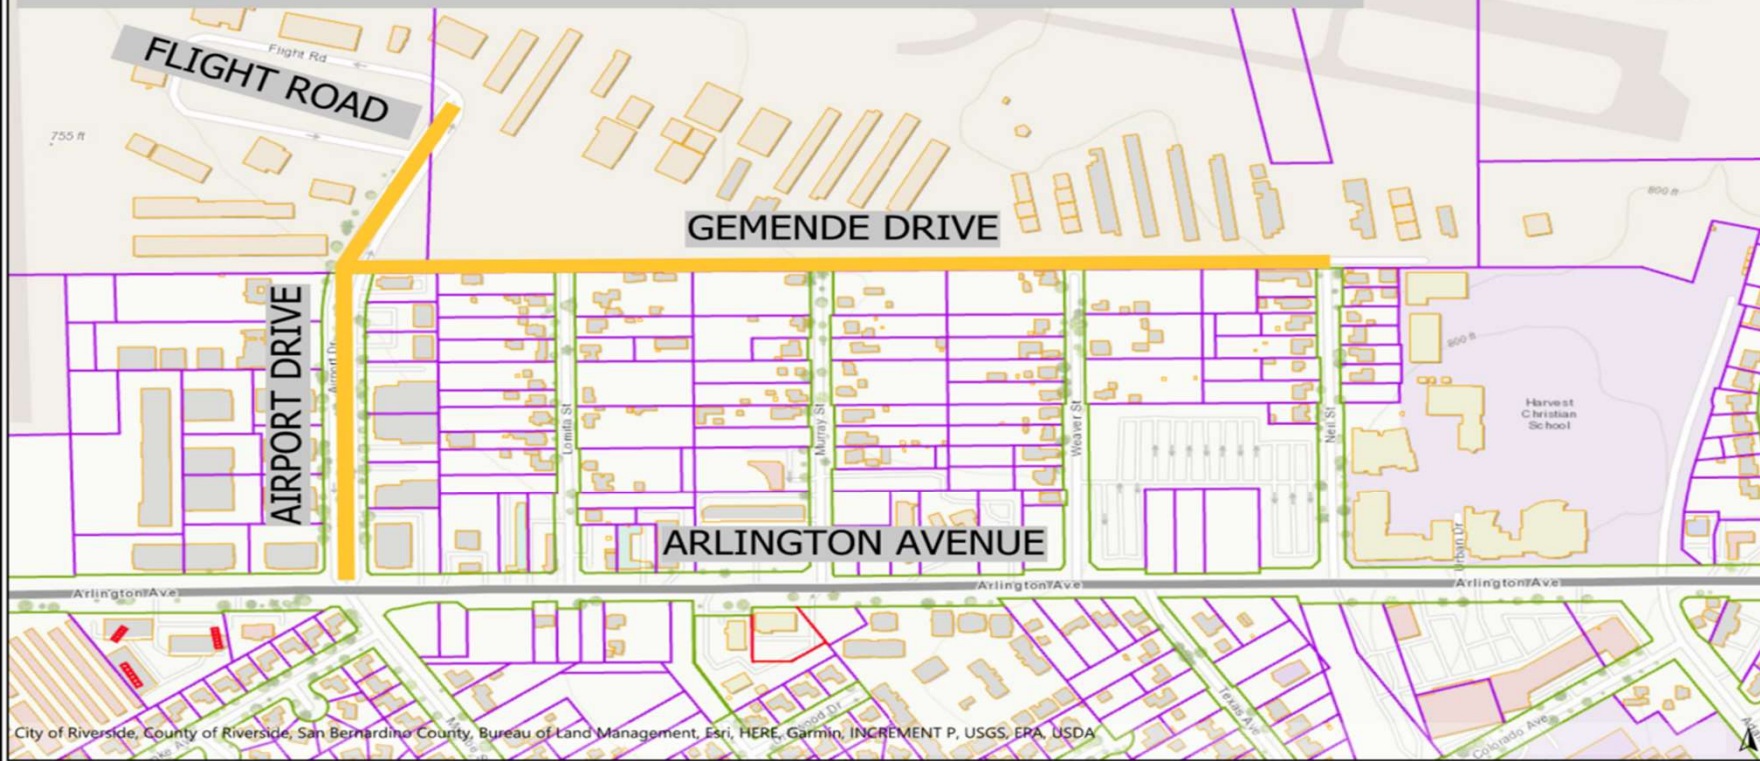 Flight Rd
FLIGHT ROAD
755 ft
800 ft
GEMENDE DRIVE
AIRPORT DRIVE
Airport Dr
800 ft
Lomita St
Murray St
Weaver St
Neil St
Harvest
Christian
School
ARLINGTON AVENUE
Urban Dr
Arlington Ave
Arlington Ave
Arlington Ave
Texas Ave
Colorado Ave
City of Riverside, County of Riverside, San Bernardino County, Bureau of Land Management, Esri, HERE, Garmin, INCREMENT P, USGS, EPA, USDA